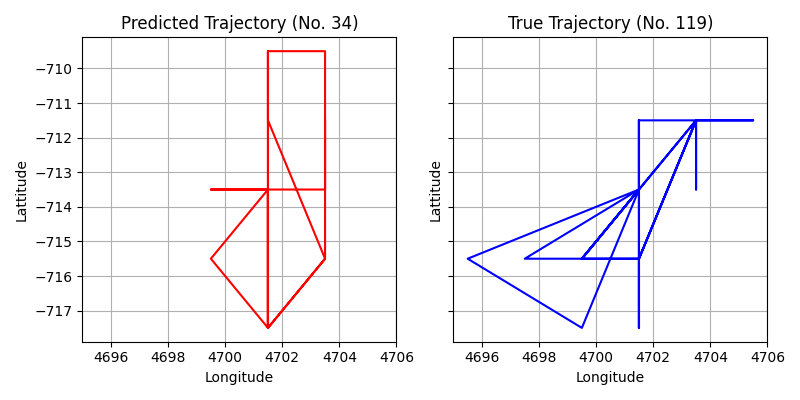 Predicted Trajectory (No. 34)
−710
−711
−712
−713
−714
−715
−716
−717
Lattitude
4696 4698 4700 4702 4704 4706
Longitude
True Trajectory (No. 119)
Lattitude
4696 4698 4700 4702 4704 4706
Longitude